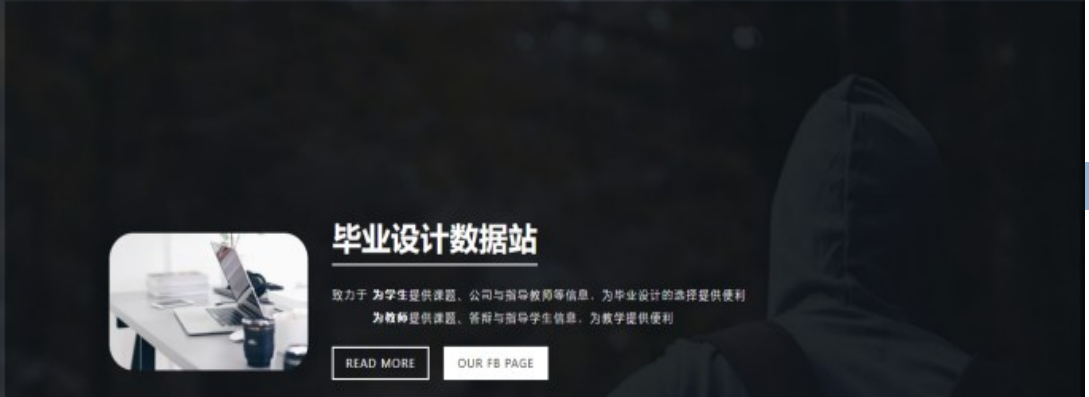 毕业设计数据站
致力于 为学生提供课题、公司与指导教师等信息，为毕业设计的选择提供便利
为教师提供课题、答辩与指导学生信息，为教学提供便利
READ MORE
OUR FB PAGE